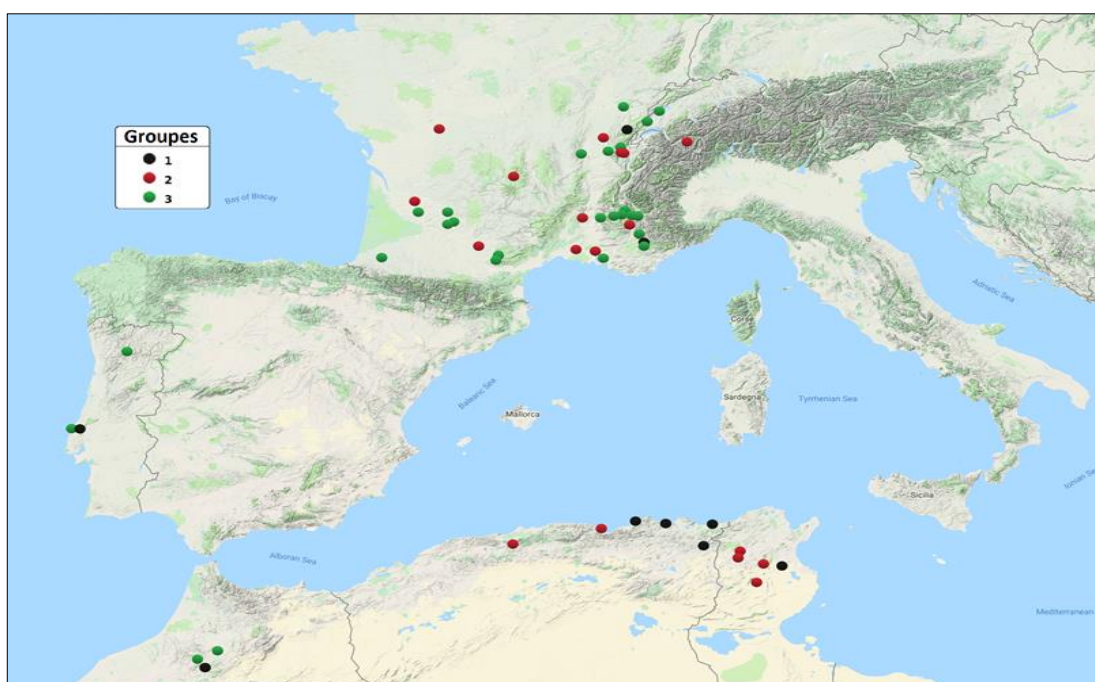 Groupes
1
2
3
Bay of Biscay
Adriatic Sea
Corse
Balearic Sea
Mallorca
Sardegna
Tyrrhenian Sea
Ionian Se
Sicilia
Alboran Sea
Mediterranean